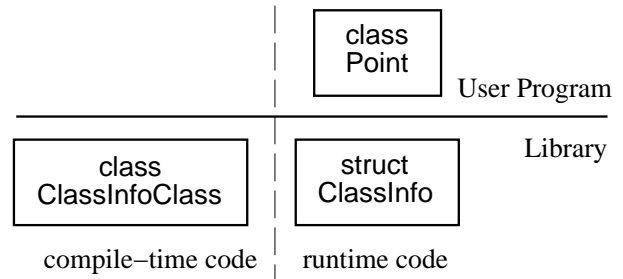 class
Point
User Program
Library
class
ClassInfoClass
struct
ClassInfo
compile−time code
runtime code